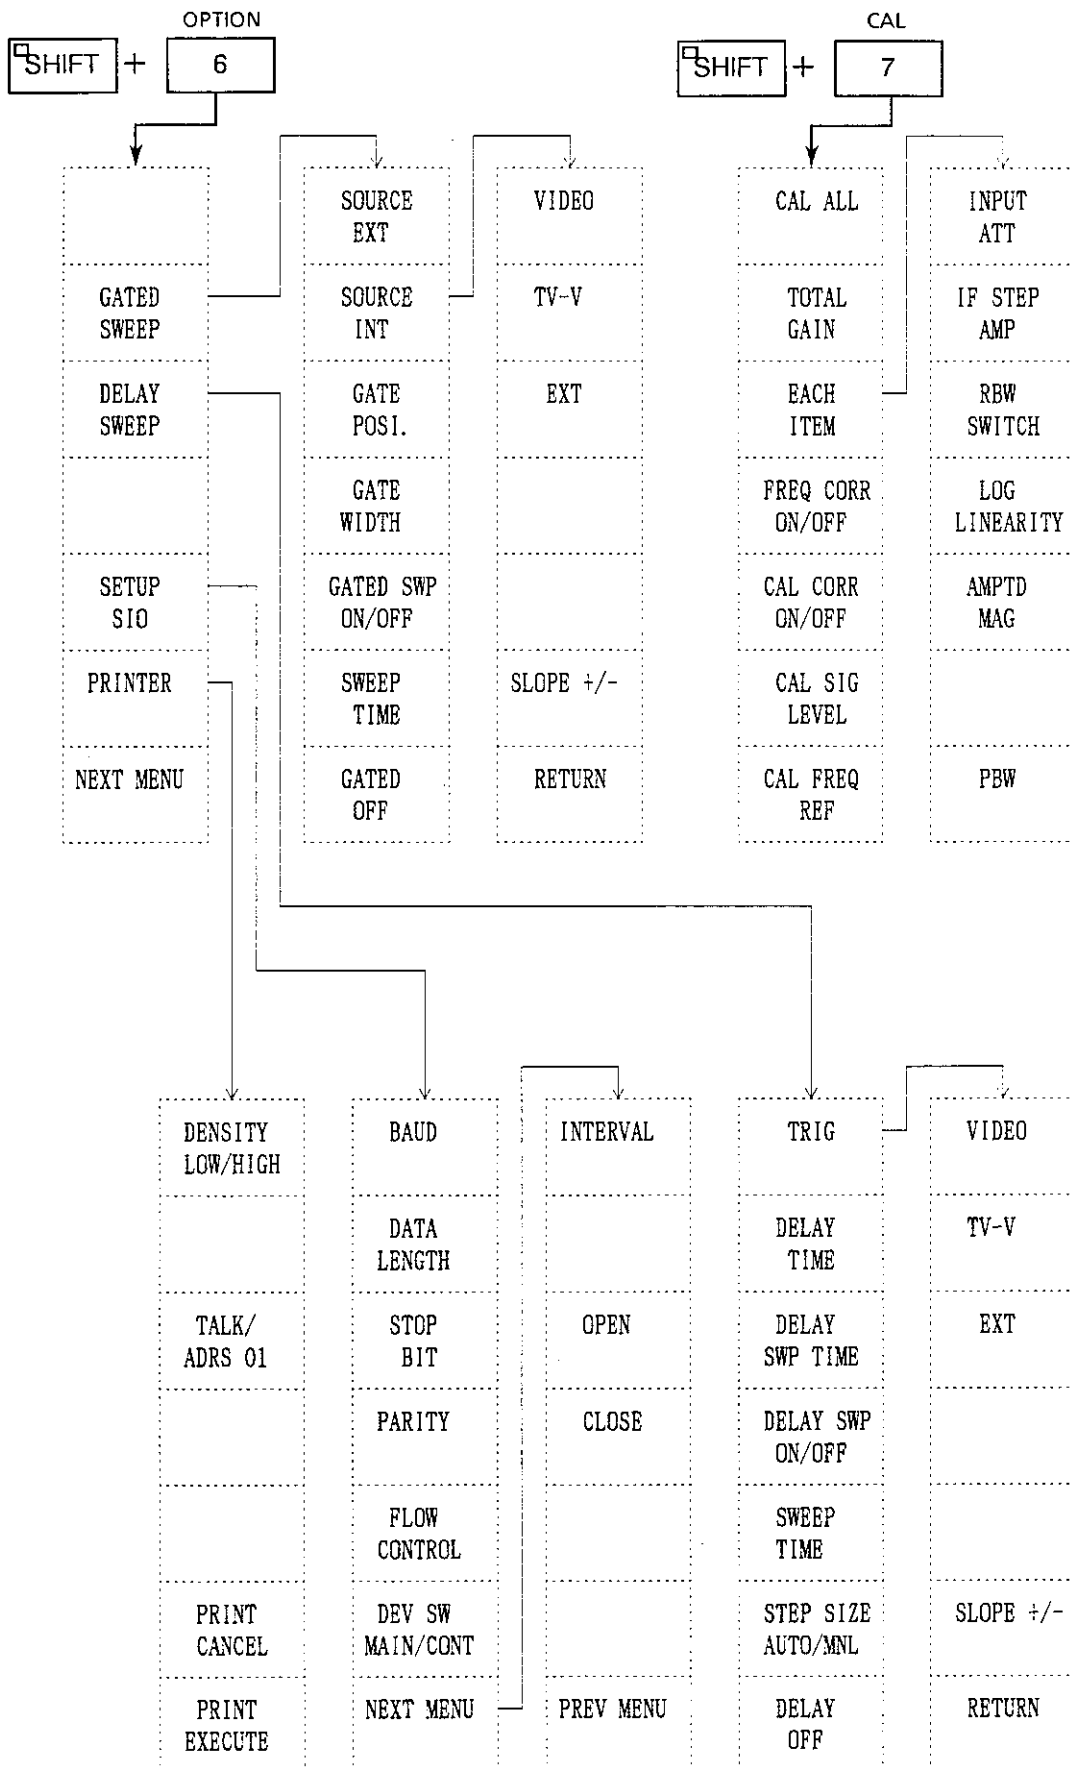 OPTION
SHIFT + 6
CAL
SHIFT + 7
GATED
SWEEP
DELAY
SWEEP
SETUP
SIO
PRINTER
NEXT MENU
SOURCE
EXT
SOURCE
INT
GATE
POSI.
GATE
WIDTH
GATED SWP
ON/OFF
SWEEP
TIME
GATED
OFF
VIDEO
TV-V
EXT
SLOPE +/-
RETURN
CAL ALL
TOTAL
GAIN
EACH
ITEM
FREQ CORR
ON/OFF
CAL CORR
ON/OFF
CAL SIG
LEVEL
CAL FREQ
REF
INPUT
ATT
IF STEP
AMP
RBW
SWITCH
LOG
LINEARITY
AMPTD
MAG
PBW
DENSITY
LOW/HIGH
TALK/
ADRS 01
PRINT
CANCEL
PRINT
EXECUTE
BAUD
DATA
LENGTH
STOP
BIT
PARITY
FLOW
CONTROL
DEV SW
MAIN/CONT
NEXT MENU
INTERVAL
OPEN
CLOSE
PREV MENU
TRIG
DELAY
TIME
DELAY
SWP TIME
DELAY SWP
ON/OFF
SWEEP
TIME
STEP SIZE
AUTO/MNL
DELAY
OFF
VIDEO
TV-V
EXT
SLOPE +/-
RETURN